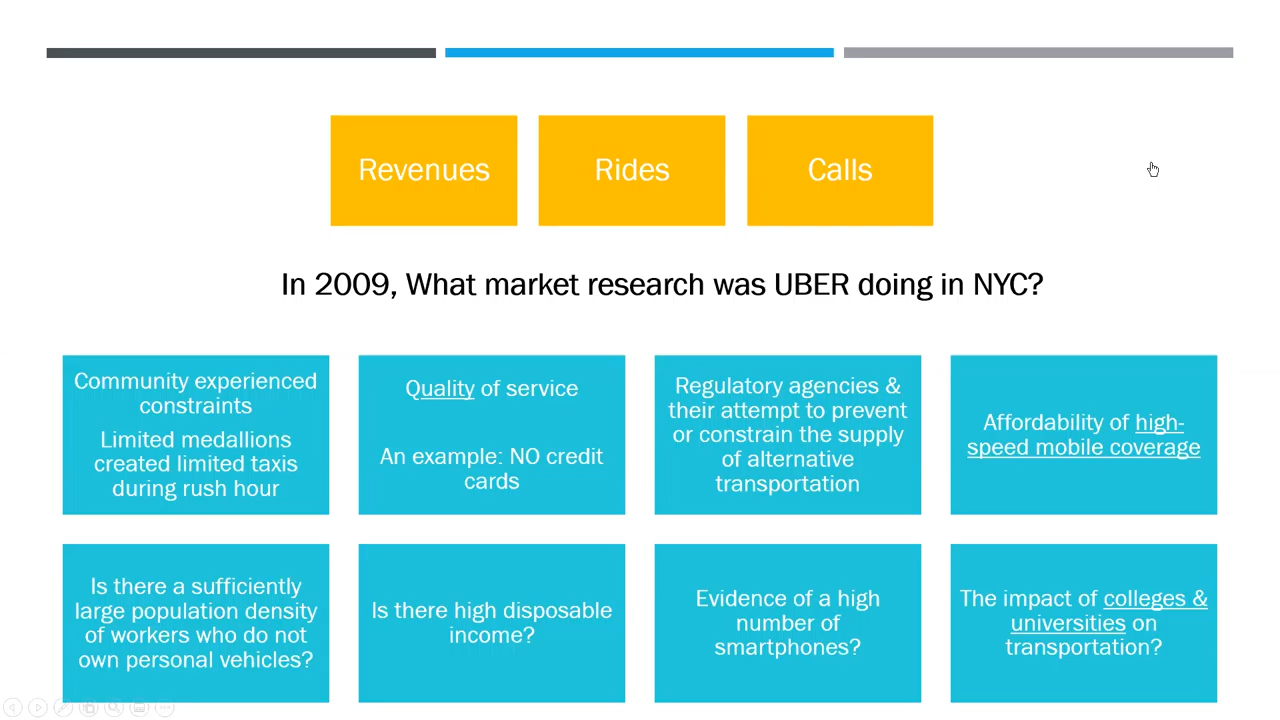 Revenues
Rides
Calls
In 2009, What market research was UBER doing in NYC?
Community experienced
constraints
Limited medallions
created limited taxis
during rush hour
Quality of service
An example: NO credit
cards
Regulatory agencies &
their attempt to prevent
or constrain the supply
of alternative
transportation
Affordability of high-
speed mobile coverage
Is there a sufficiently
large population density
of workers who do not
own personal vehicles?
Is there high disposable
income?
Evidence of a high
number of
smartphones?
The impact of colleges &
universities on
transportation?